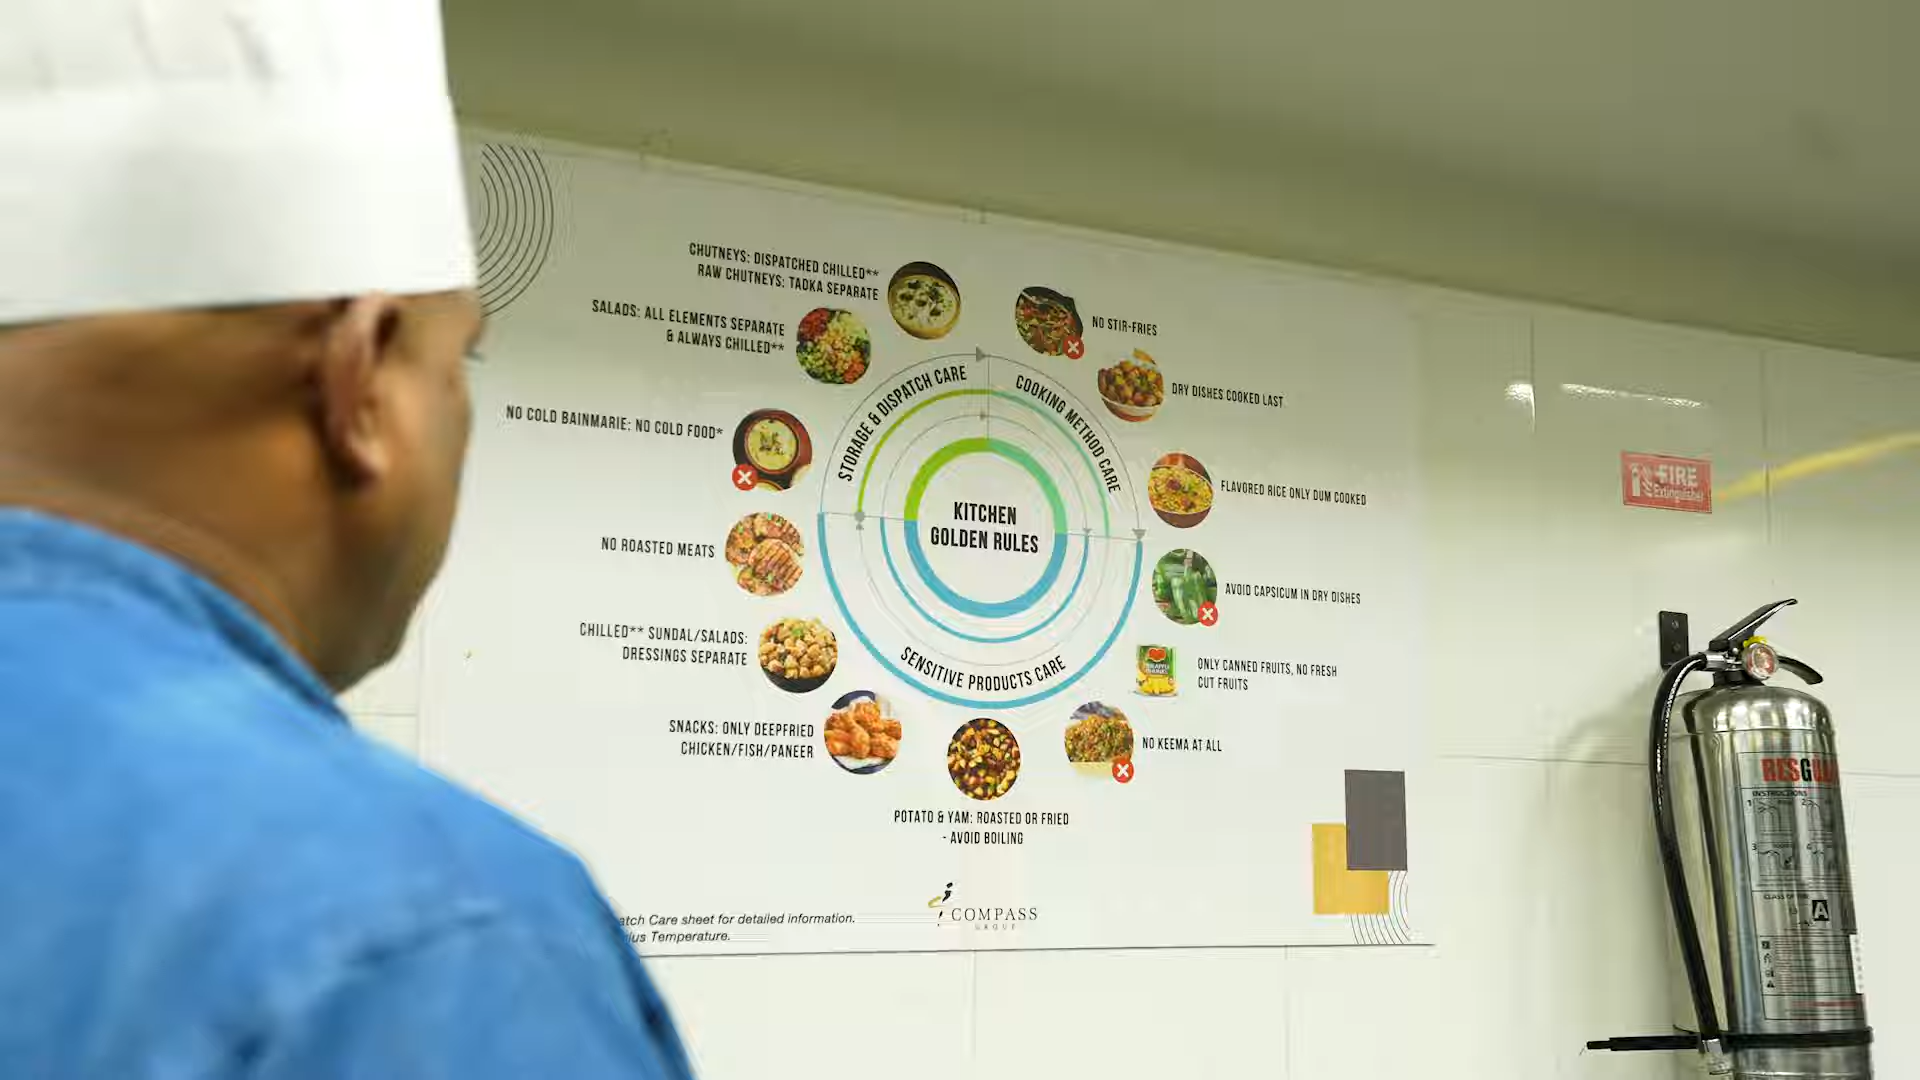 CHUTNEYS: DISPATCHED CHILLED**
RAW CHUTNEYS: TADKA SEPARATE
SALADS: ALL ELEMENTS SEPARATE
& ALWAYS CHILLED**
NO COLD BAINMARIE: NO COLD FOOD*
NO ROASTED MEATS
CHILLED** SUNDAL/SALADS:
DRESSINGS SEPARATE
SNACKS: ONLY DEEPFRIED
CHICKEN/FISH/PANEER
POTATO & YAM: ROASTED OR FRIED
- AVOID BOILING
NO STIR-FRIES
DRY DISHES COOKED LAST
FLAVORED RICE ONLY DUM COOKED
AVOID CAPSICUM IN DRY DISHES
ONLY CANNED FRUITS, NO FRESH
CUT FRUITS
NO KEEMA AT ALL
STORAGE & DISPATCH CARE
COOKING METHOD CARE
SENSITIVE PRODUCTS CARE
KITCHEN
GOLDEN RULES
Care sheet for detailed information.
Temperature.
COMPASS
GROUP
FIRE
Extinguisher
INSTRUCTIONS
A